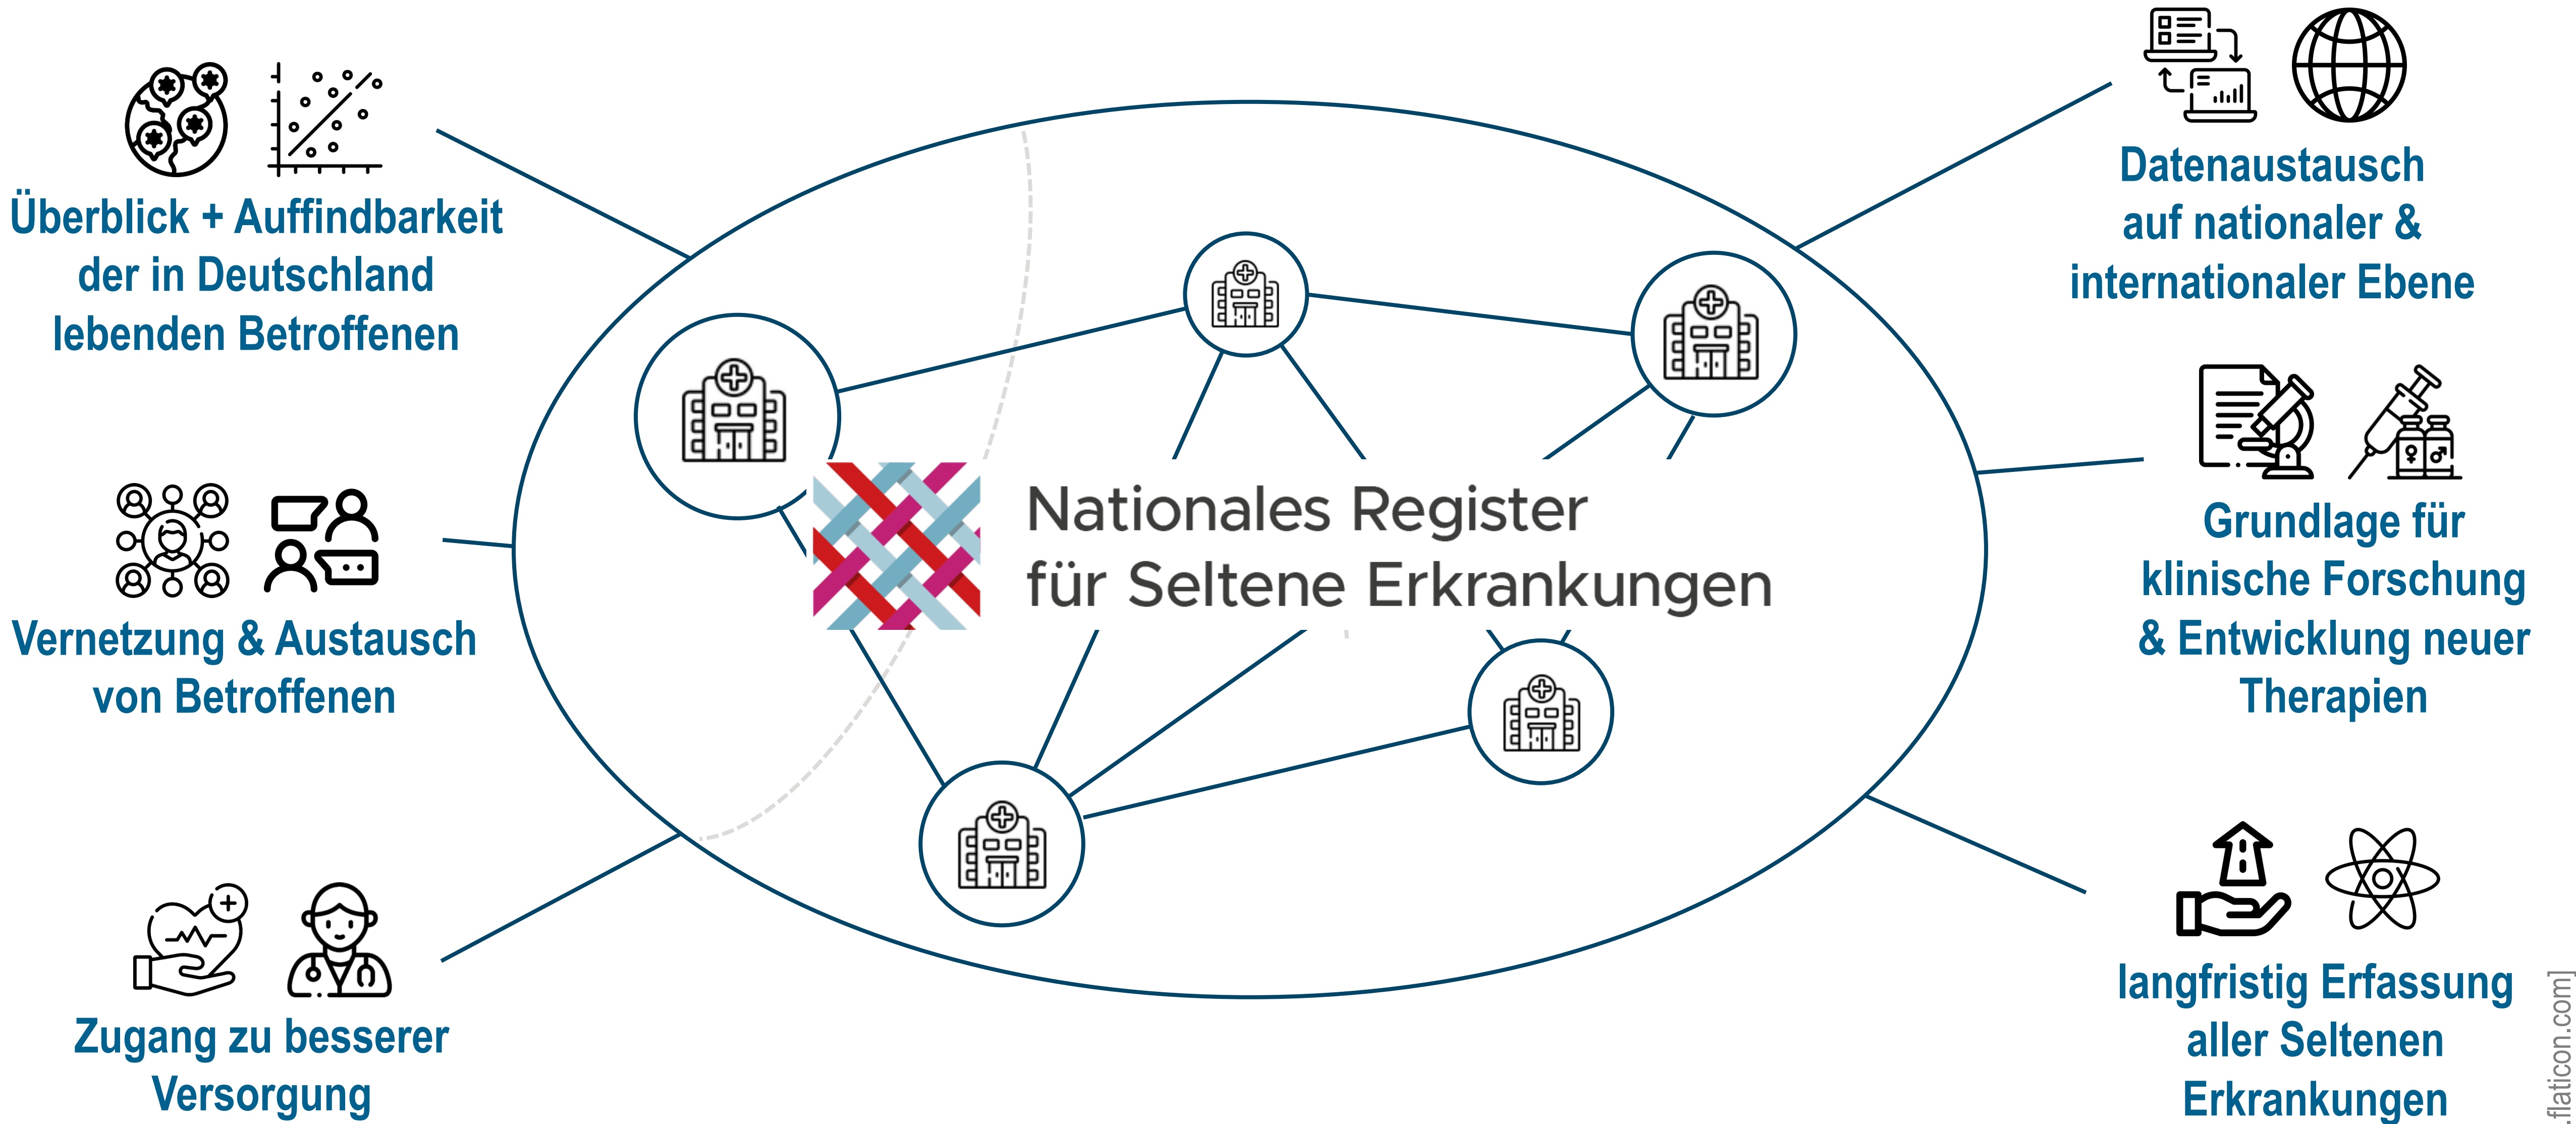 Überblick + Auffindbarkeit
der in Deutschland
lebenden Betroffenen
Vernetzung & Austausch
von Betroffenen
Zugang zu besserer
Versorgung
Nationales Register
für Seltene Erkrankungen
Datenaustausch
auf nationaler &
internationaler Ebene
Grundlage für
klinische Forschung
& Entwicklung neuer
Therapien
langfristig Erfassung
aller Seltenen
Erkrankungen
.flaticon.com]